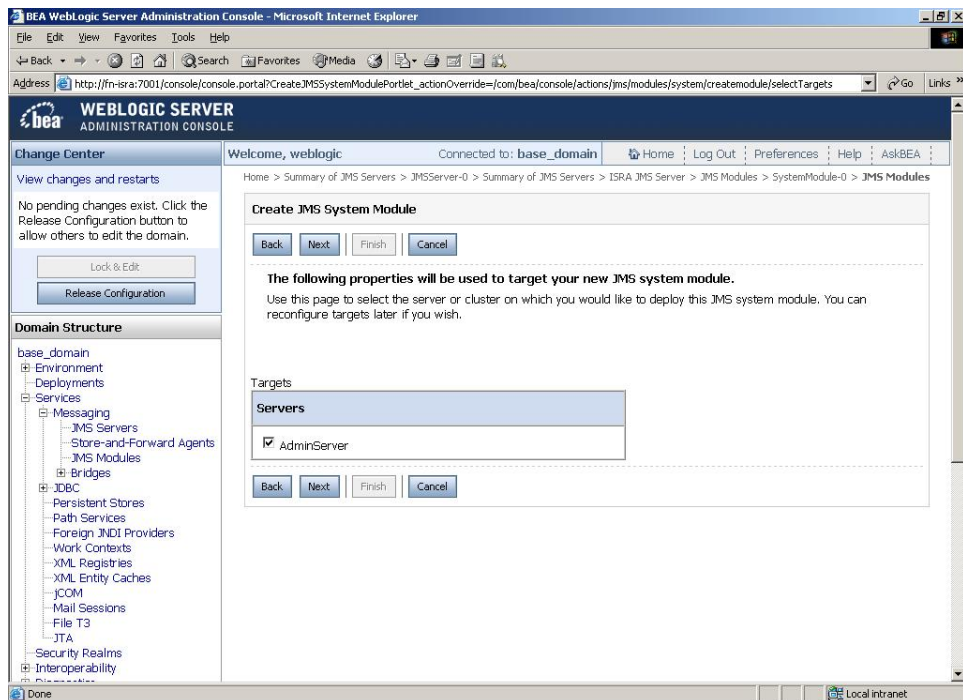 BEA WebLogic Server Administration Console - Microsoft Internet Explorer
File Edit View Favorites Tools Help
Back Search Favorites Media
Address http://fn-isra:7001/console/console.portal?CreateJMSSystemModulePortlet_actionOverride=/com/bea/console/actions/jms/modules/system/createmodule/selectTargets Go Links »
bea WEBLOGIC SERVER
ADMINISTRATION CONSOLE
Change Center
View changes and restarts
No pending changes exist. Click the
Release Configuration button to
allow others to edit the domain.
Lock & Edit
Release Configuration
Domain Structure
base_domain
Environment
Deployments
Services
Messaging
JMS Servers
Store-and-Forward Agents
JMS Modules
Bridges
JDBC
Persistent Stores
Path Services
Foreign JNDI Providers
Work Contexts
XML Registries
XML Entity Caches
jCOM
Mail Sessions
File T3
JTA
Security Realms
Interoperability
Welcome, weblogic Connected to: base_domain Home Log Out Preferences Help AskBEA
Home > Summary of JMS Servers > JMSServer-0 > Summary of JMS Servers > ISRA JMS Server > JMS Modules > SystemModule-0 > JMS Modules
Create JMS System Module
Back Next Finish Cancel
The following properties will be used to target your new JMS system module.
Use this page to select the server or cluster on which you would like to deploy this JMS system module. You can
reconfigure targets later if you wish.
Targets
Servers
AdminServer
Back Next Finish Cancel
Done Local intranet